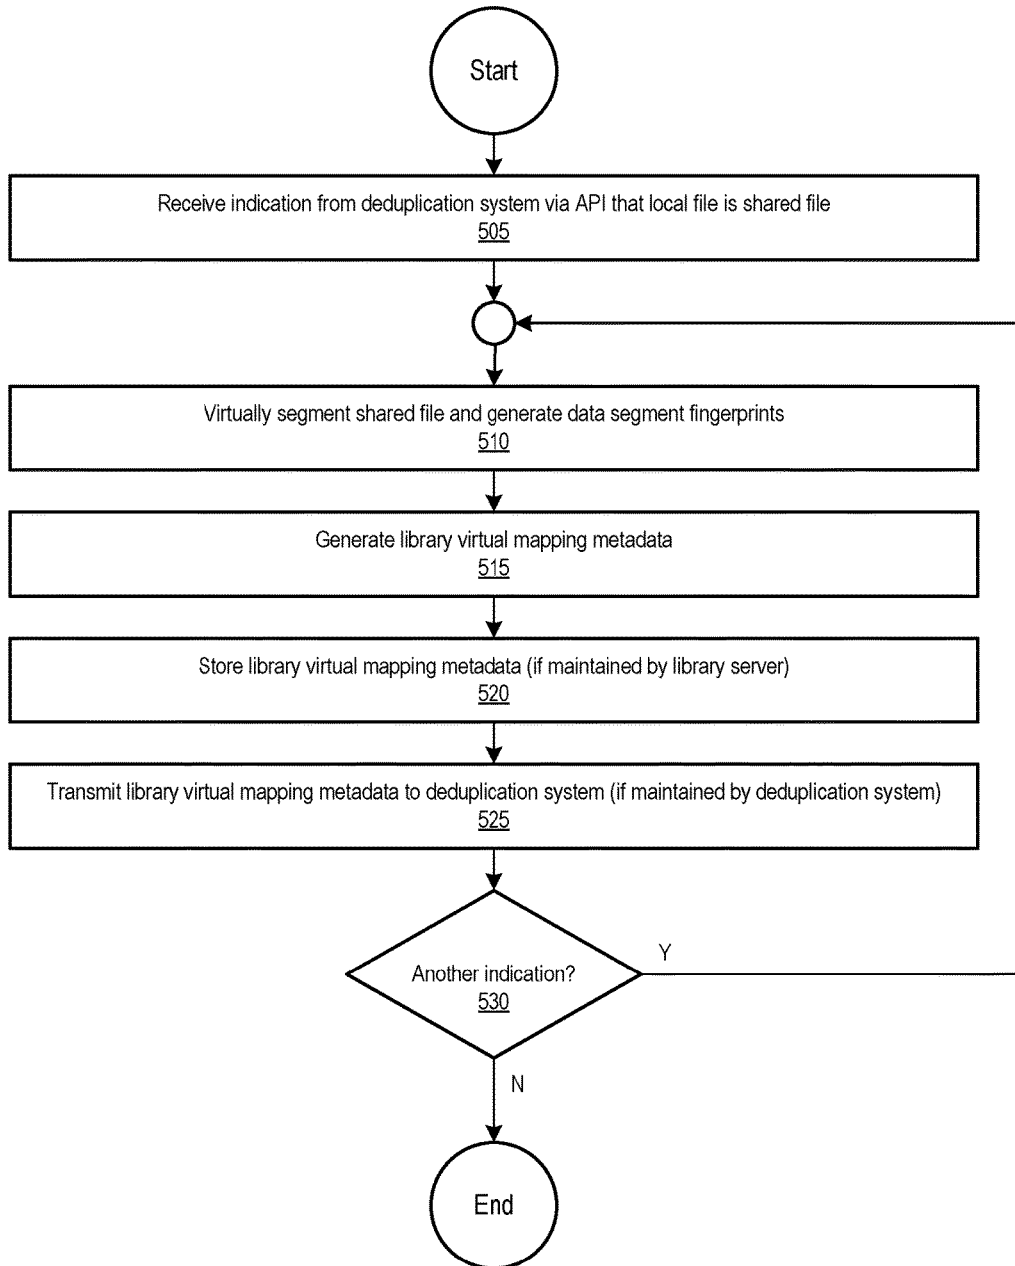 Start
Receive indication from deduplication system via API that local file is shared file
505
Virtually segment shared file and generate data segment fingerprints
510
Generate library virtual mapping metadata
515
Store library virtual mapping metadata (if maintained by library server)
520
Transmit library virtual mapping metadata to deduplication system (if maintained by deduplication system)
525
Another indication?
530
Y
N
End